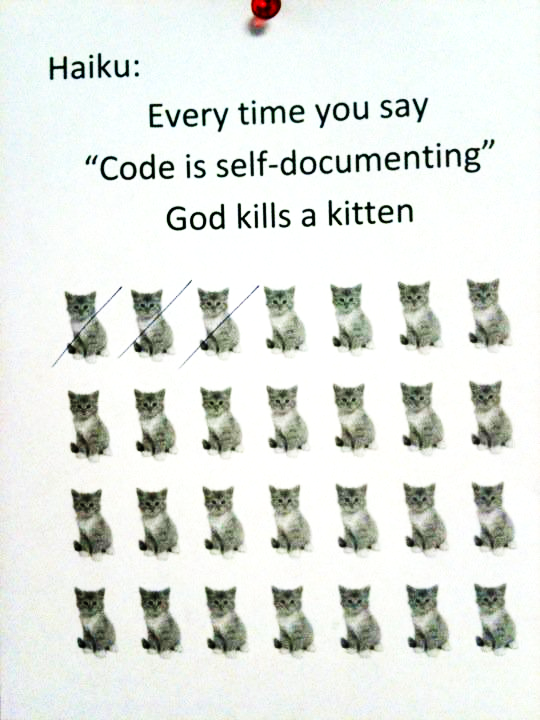 Haiku:
Every time you say
“Code is self-documenting”
God kills a kitten